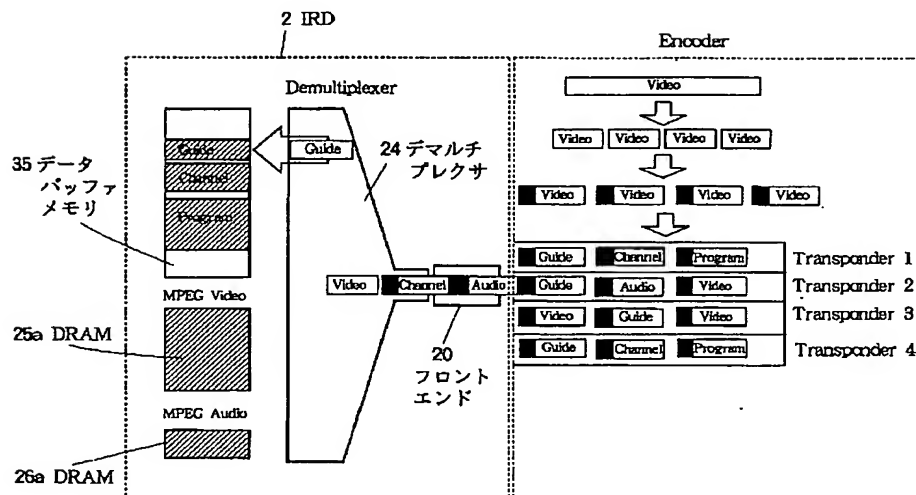 2 IRD
Encoder
Demultiplexer
Video
Video Video Video Video
Video Video Video Video
Guide
24 デマルチ
プレクサ
35 データ
バッファ
メモリ
Guide
Channel
Program
MPEG Video
25a DRAM
MPEG Audio
26a DRAM
Video Channel Audio
20
フロント
エンド
Guide Channel Program Transponder 1
Guide Audio Video Transponder 2
Video Guide Video Transponder 3
Guide Channel Program Transponder 4